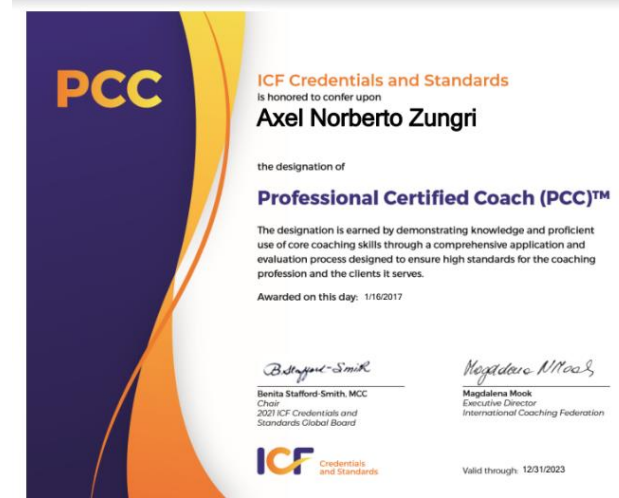 PCC
ICF Credentials and Standards
is honored to confer upon
Axel Norberto Zungri
the designation of
Professional Certified Coach (PCC)™
The designation is earned by demonstrating knowledge and proficient
use of core coaching skills through a comprehensive application and
evaluation process designed to ensure high standards for the coaching
profession and the clients it serves.
Awarded on this day: 1/16/2017
B Stafford-Smith
Magdalena N Mook
Benita Stafford-Smith, MCC
Chair
2021 ICF Credentials and
Standards Global Board
Magdalena Mook
Executive Director
International Coaching Federation
ICF
Credentials
and Standards
Valid through: 12/31/2023